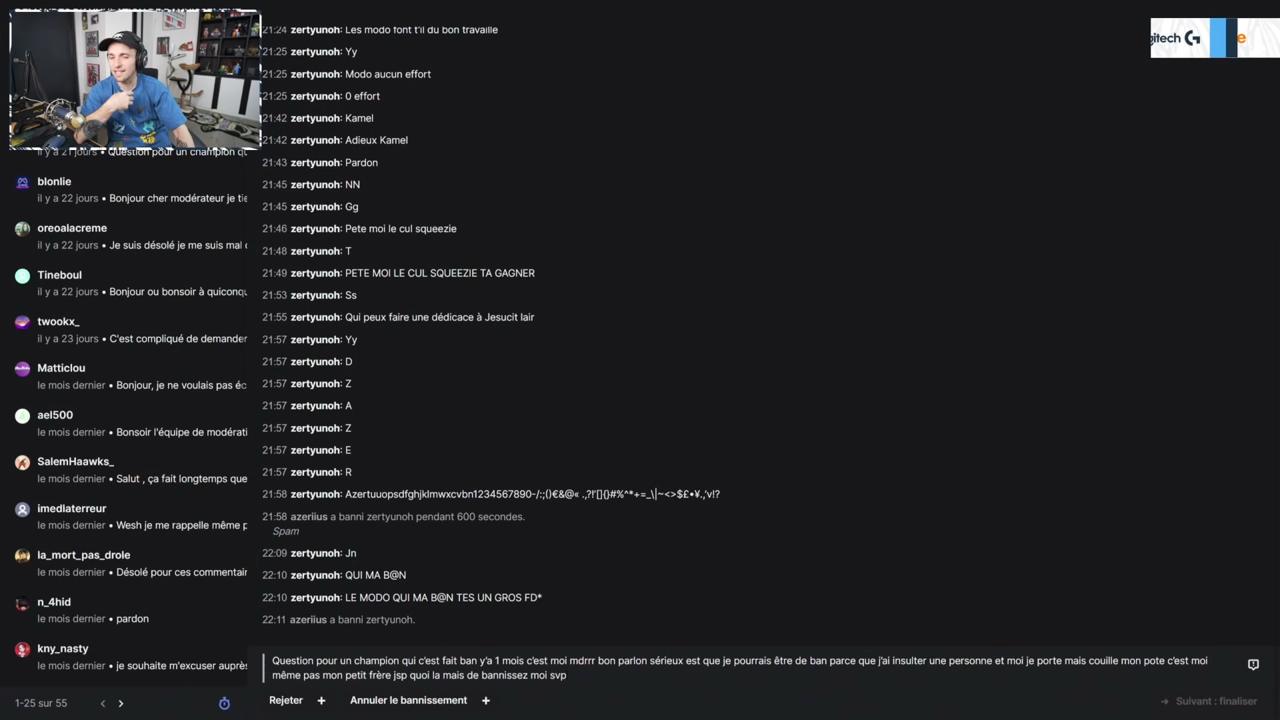 gitech G e
21:24 zertyunoh: Les modo font t'il du bon travaille
21:25 zertyunoh: Yy
21:25 zertyunoh: Modo aucun effort
21:25 zertyunoh: 0 effort
21:42 zertyunoh: Kamel
21:42 zertyunoh: Adieux Kamel
21:43 zertyunoh: Pardon
21:45 zertyunoh: NN
21:45 zertyunoh: Gg
21:46 zertyunoh: Pete moi le cul squeezie
21:48 zertyunoh: T
21:49 zertyunoh: PETE MOI LE CUL SQUEEZIE TA GAGNER
21:53 zertyunoh: Ss
21:55 zertyunoh: Qui peux faire une dédicace à Jesucit lair
21:57 zertyunoh: Yy
21:57 zertyunoh: D
21:57 zertyunoh: Z
21:57 zertyunoh: A
21:57 zertyunoh: Z
21:57 zertyunoh: E
21:57 zertyunoh: R
21:58 zertyunoh: Azertuuopsdfghjklmwxcvbn1234567890-/:;()€&@« .,?!'[]{}#%^*+=_\|~<>$£•¥.,'v!?
21:58 azeriius a banni zertyunoh pendant 600 secondes.
Spam
22:09 zertyunoh: Jn
22:10 zertyunoh: QUI MA B@N
22:10 zertyunoh: LE MODO QUI MA B@N TES UN GROS FD*
22:11 azeriius a banni zertyunoh.
il y a 21 jours • Question pour un champion qu
blonlie
il y a 22 jours • Bonjour cher modérateur je tie
oreoalacreme
il y a 22 jours • Je suis désolé je me suis mal c
Tineboul
il y a 22 jours • Bonjour ou bonsoir à quiconqu
twookx_
il y a 23 jours • C'est compliqué de demander
Matticlou
le mois dernier • Bonjour, je ne voulais pas éc
ael500
le mois dernier • Bonsoir l'équipe de modérati
SalemHaawks_
le mois dernier • Salut , ça fait longtemps que
imedlaterreur
le mois dernier • Wesh je me rappelle même p
la_mort_pas_drole
le mois dernier • Désolé pour ces commentair
n_4hid
le mois dernier • pardon
kny_nasty
le mois dernier • je souhaite m'excuser auprès
1-25 sur 55
Question pour un champion qui c'est fait ban y'a 1 mois c'est moi mdrrr bon parlon sérieux est que je pourrais être de ban parce que j'ai insulter une personne et moi je porte mais couille mon pote c'est moi
même pas mon petit frère jsp quoi la mais de bannissez moi svp
Rejeter + Annuler le bannissement +
→ Suivant : finaliser